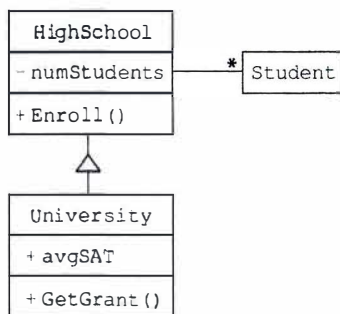 HighSchool
- numStudents
* Student
+ Enroll()
University
+ avgSAT
+ GetGrant()